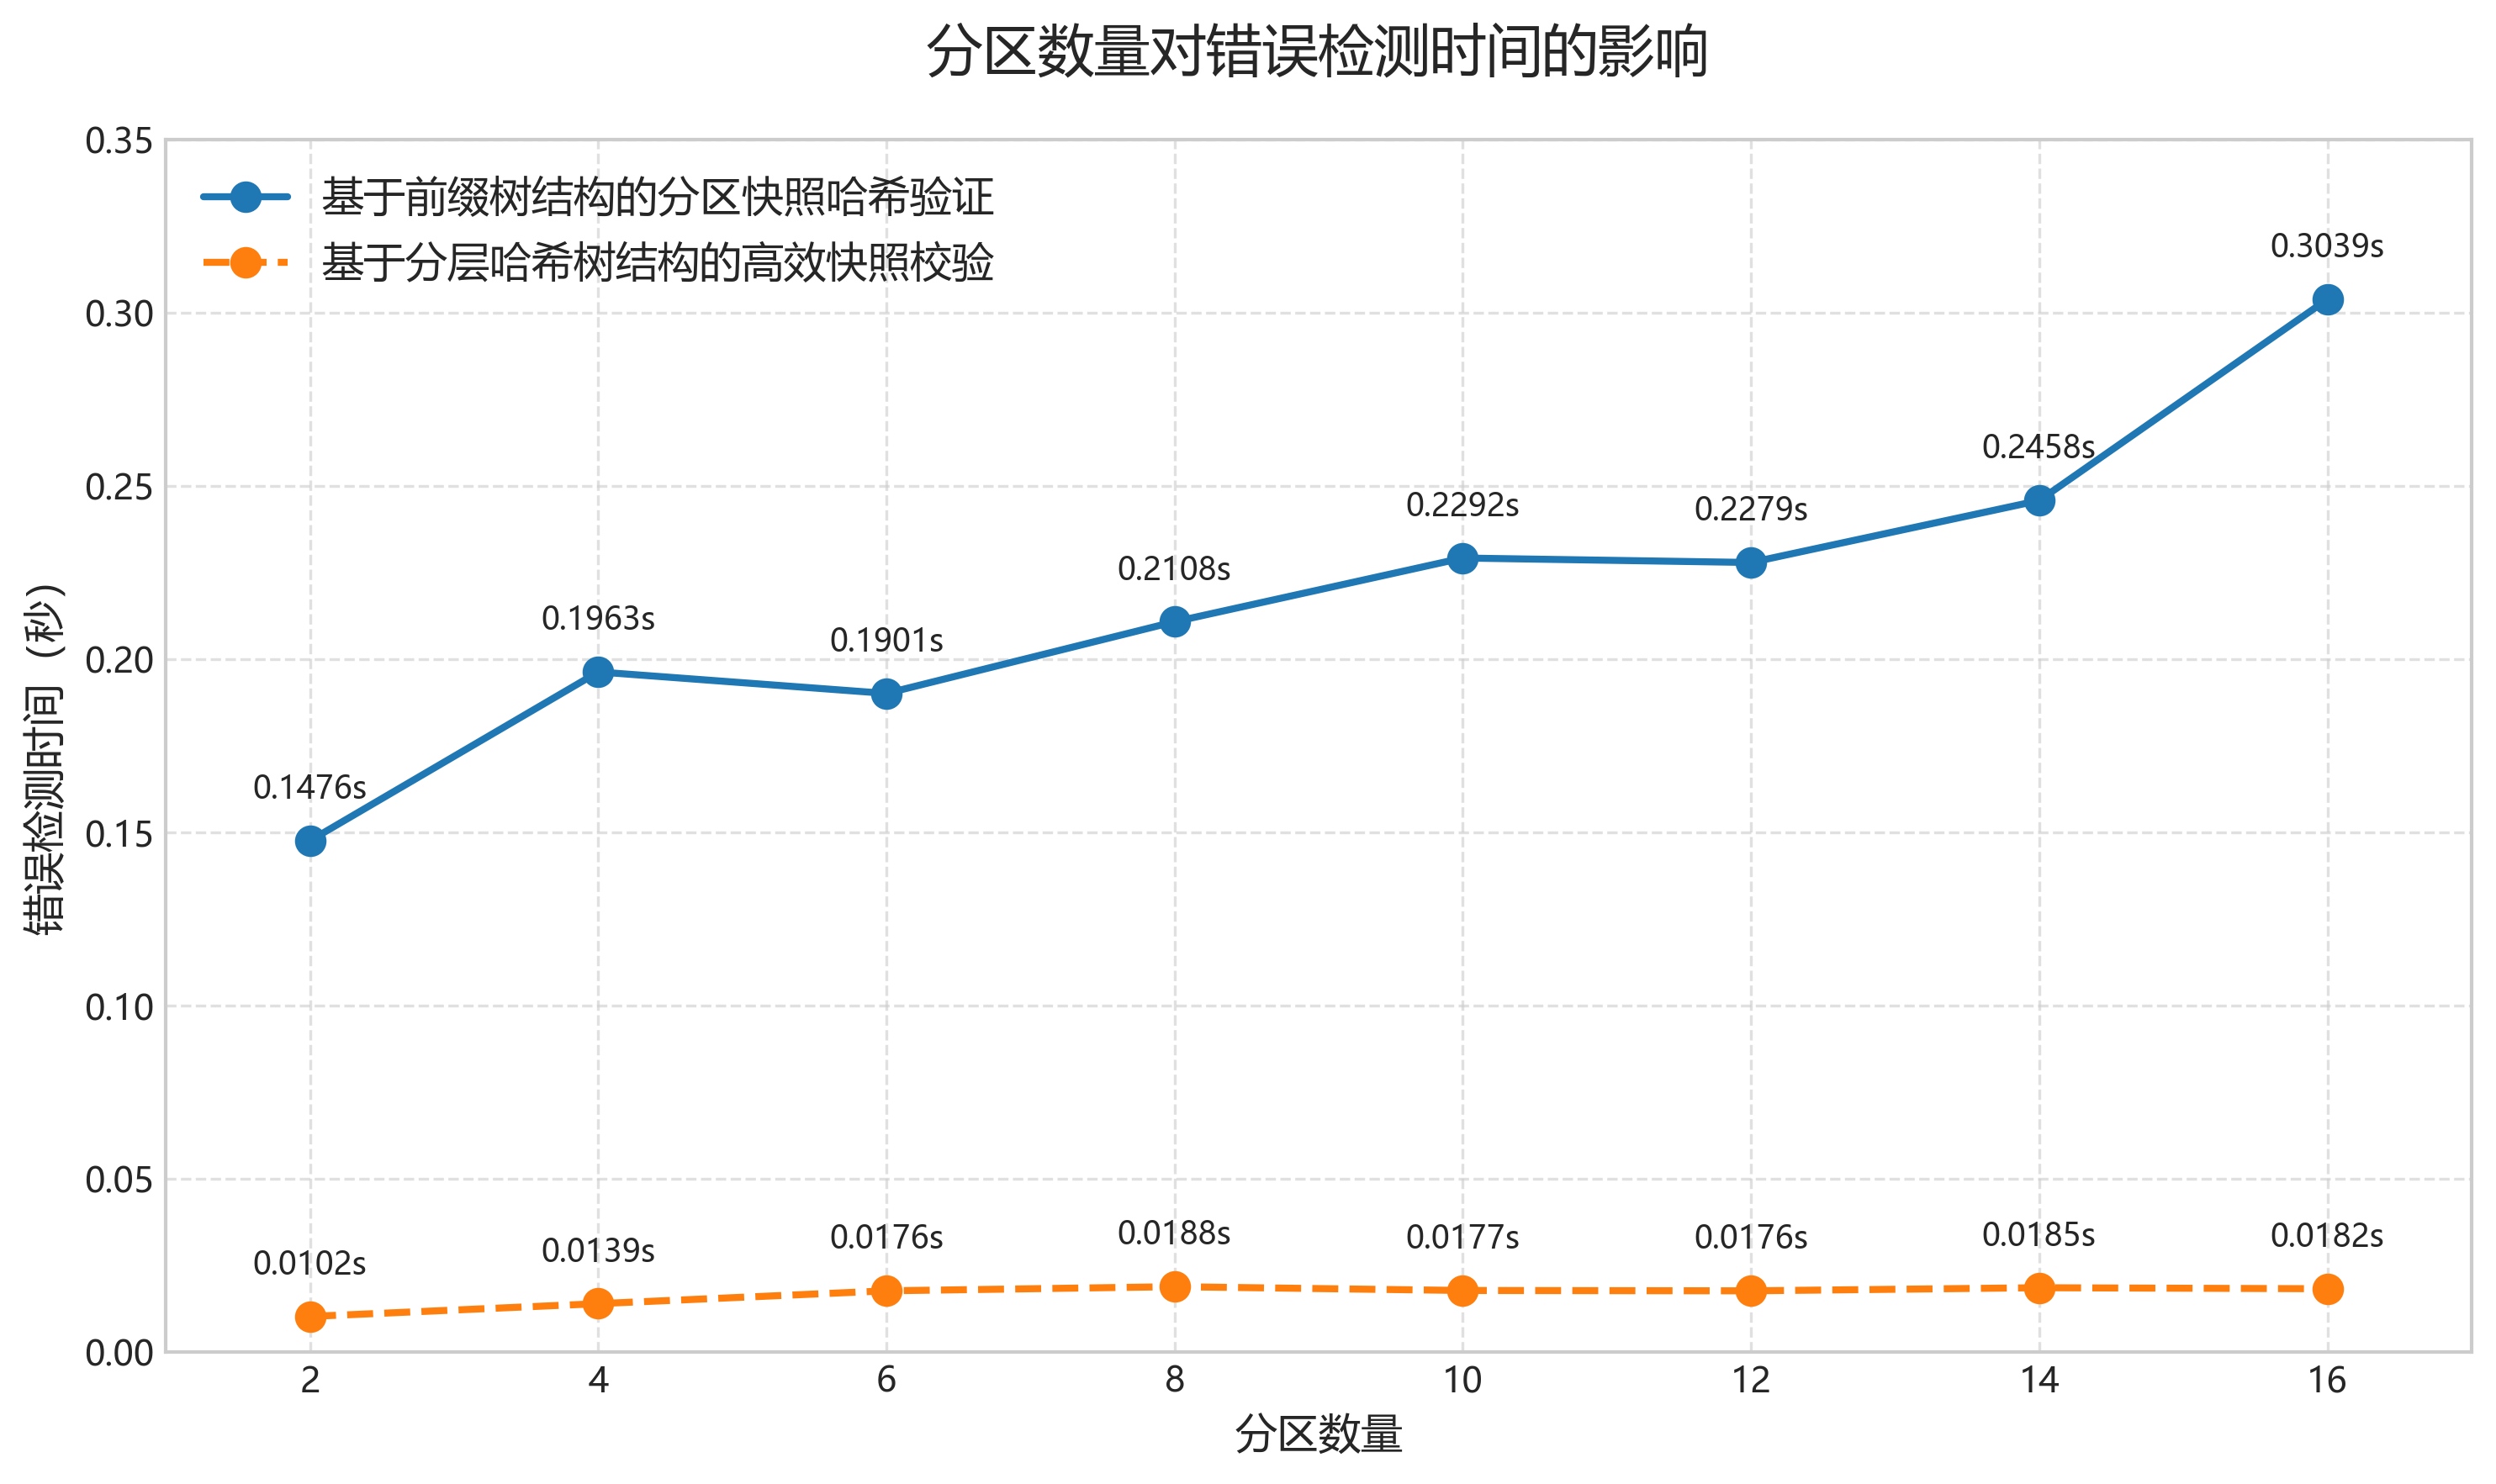 分区数量对错误检测时间的影响
基于前缀树结构的分区快照哈希验证
基于分层哈希树结构的高效快照校验
错误检测时间 (秒)
0.35
0.30
0.25
0.20
0.15
0.10
0.05
0.00
0.1476s
0.1963s
0.1901s
0.2108s
0.2292s
0.2279s
0.2458s
0.3039s
0.0102s
0.0139s
0.0176s
0.0188s
0.0177s
0.0176s
0.0185s
0.0182s
2 4 6 8 10 12 14 16
分区数量